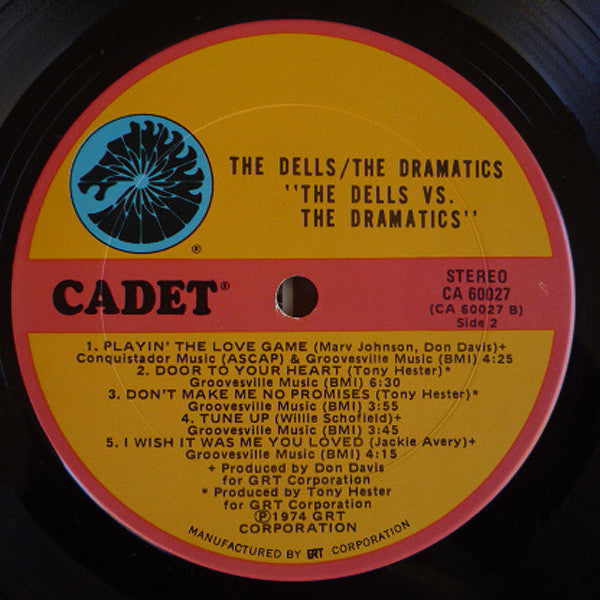 THE DELLS/THE DRAMATICS
"THE DELLS VS.
THE DRAMATICS"
®
CADET®
STEREO
CA 60027
(CA 60027 B)
Side 2
1. PLAYIN' THE LOVE GAME (Marv Johnson, Don Davis)+
Conquistador Music (ASCAP) & Groovesville Music (BMI) 4:25
2. DOOR TO YOUR HEART (Tony Hester)*
Groovesville Music (BMI) 6:30
3. DON'T MAKE ME NO PROMISES (Tony Hester)*
Groovesville Music (BMI) 3:55
4. TUNE UP (Willie Schofield)+
Groovesville Music (BMI) 3:45
5. I WISH IT WAS ME YOU LOVED (Jackie Avery)+
Groovesville Music (BMI) 4:15
+ Produced by Don Davis
for GRT Corporation
* Produced by Tony Hester
for GRT Corporation
℗1974 GRT
CORPORATION
MANUFACTURED BY GRT CORPORATION